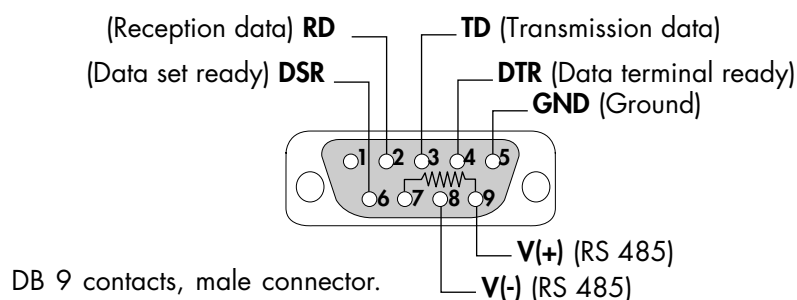 (Reception data) RD
TD (Transmission data)
(Data set ready) DSR
DTR (Data terminal ready)
GND (Ground)
1 2 3 4 5
6 7 8 9
V(+) (RS 485)
DB 9 contacts, male connector.
V(-) (RS 485)